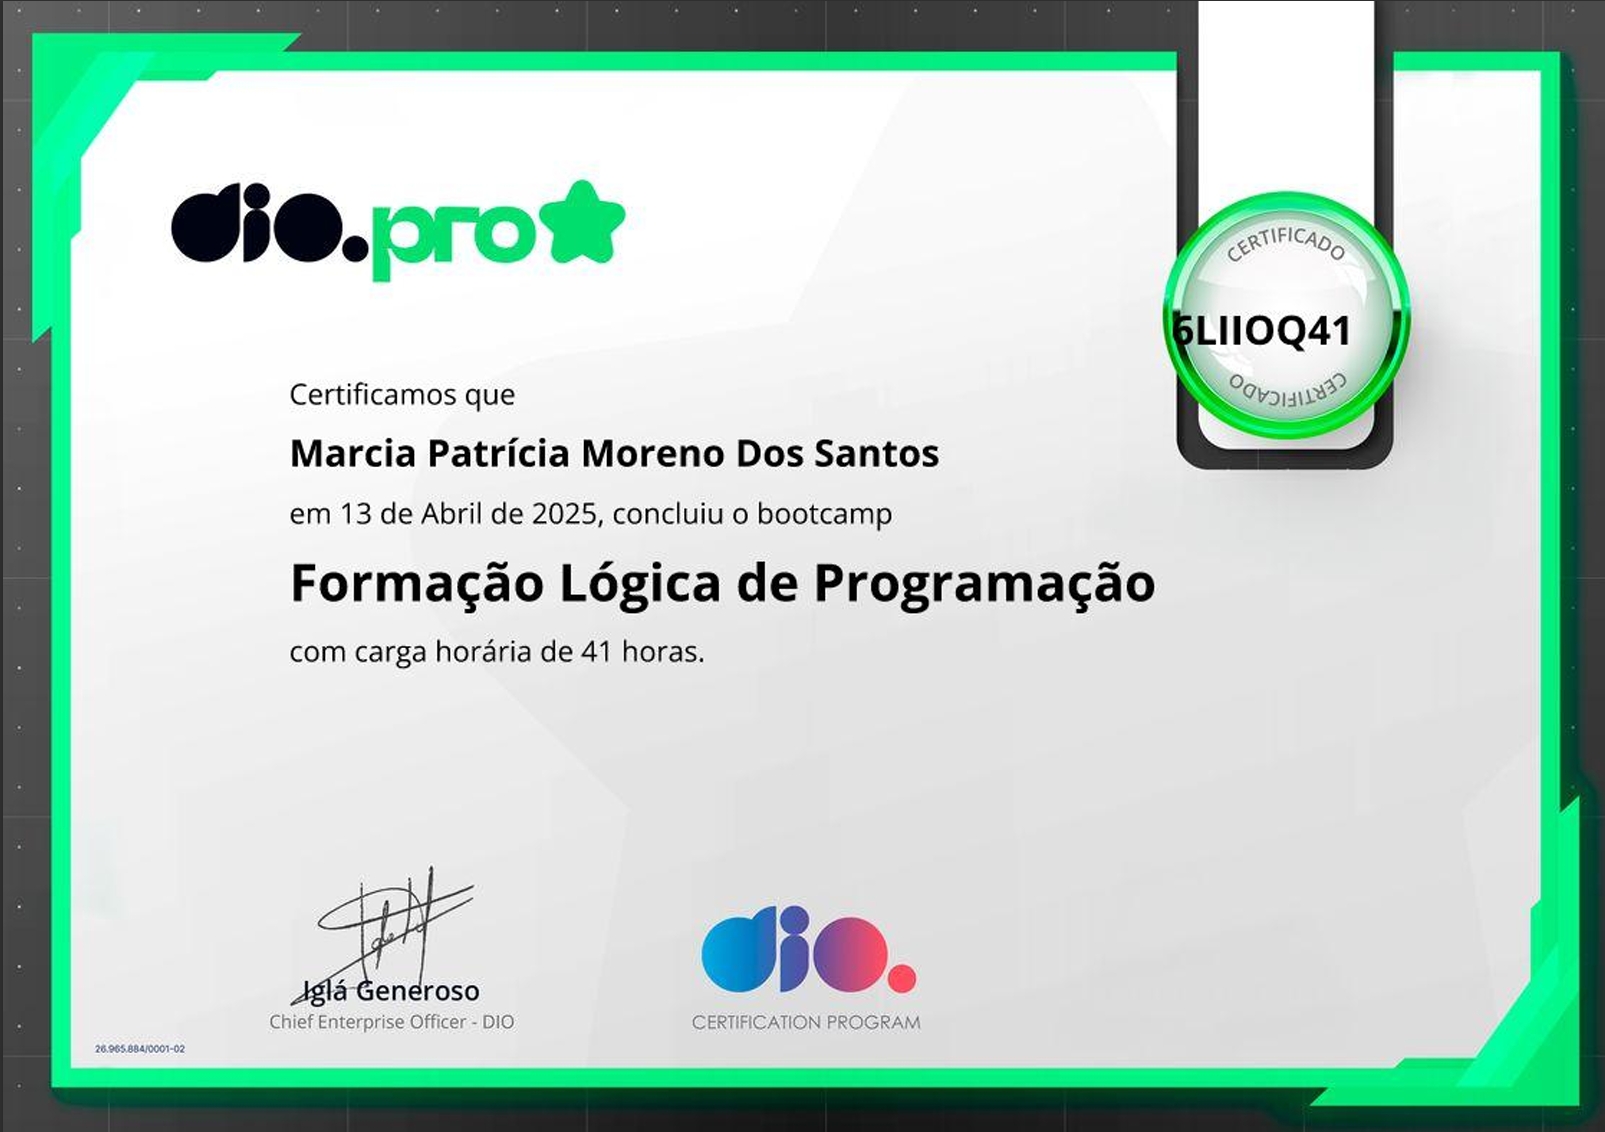 dio.pro
CERTIFICADO
6LIIOQ41
CERTIFICADO
Certificamos que
Marcia Patrícia Moreno Dos Santos
em 13 de Abril de 2025, concluiu o bootcamp
Formação Lógica de Programação
com carga horária de 41 horas.
Iglá Generoso
Chief Enterprise Officer - DIO
dio.
CERTIFICATION PROGRAM
26.965.884/0001-02